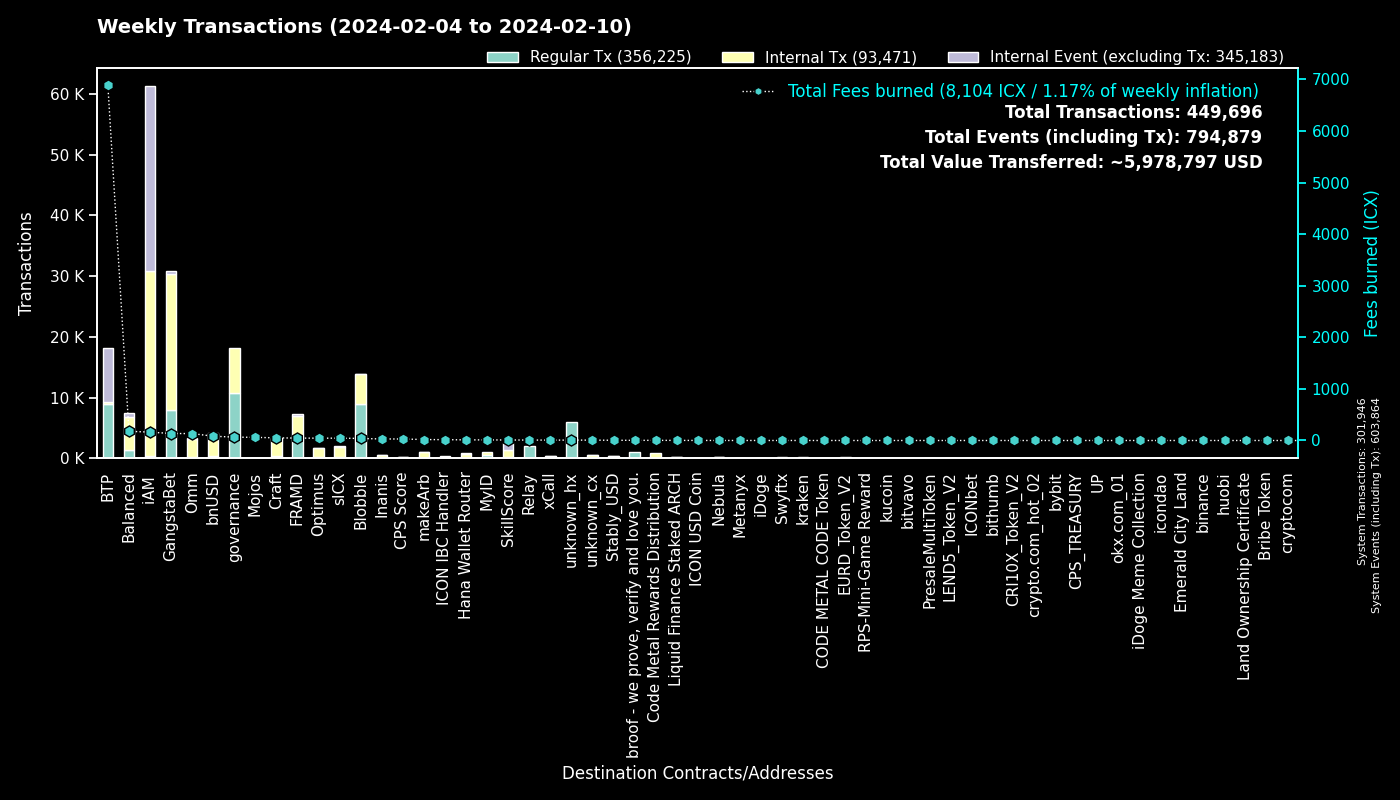 Weekly Transactions (2024-02-04 to 2024-02-10)
Regular Tx (356,225)
Internal Tx (93,471)
Internal Event (excluding Tx: 345,183)
Total Fees burned (8,104 ICX / 1.17% of weekly inflation)
Total Transactions: 449,696
Total Events (including Tx): 794,879
Total Value Transferred: ~5,978,797 USD
Transactions
60 K
50 K
40 K
30 K
20 K
10 K
0 K
7000
6000
5000
4000
3000
2000
1000
0
Fees burned (ICX)
System Transactions: 301,946
System Events (including Tx): 603,864
BTP
Balanced
iAM
GangstaBet
Omm
bnUSD
governance
Mojos
Craft
FRAMD
Optimus
sICX
Blobble
Inanis
CPS Score
makeArb
ICON IBC Handler
Hana Wallet Router
MyID
SkillScore
Relay
xCall
unknown_hx
unknown_cx
Stably_USD
broof - we prove, verify and love you.
Code Metal Rewards Distribution
Liquid Finance Staked ARCH
ICON USD Coin
Nebula
Metanyx
iDoge
Swyftx
kraken
CODE METAL CODE Token
EURD_Token_V2
RPS-Mini-Game Reward
kucoin
bitvavo
PresaleMultiToken
LEND5_Token_V2
ICONbet
bithumb
CRI10X_Token_V2
crypto.com_hot_02
bybit
CPS_TREASURY
UP
okx.com_01
iDoge Meme Collection
icondao
Emerald City Land
binance
huobi
Land Ownership Certificate
Bribe Token
cryptocom
Destination Contracts/Addresses